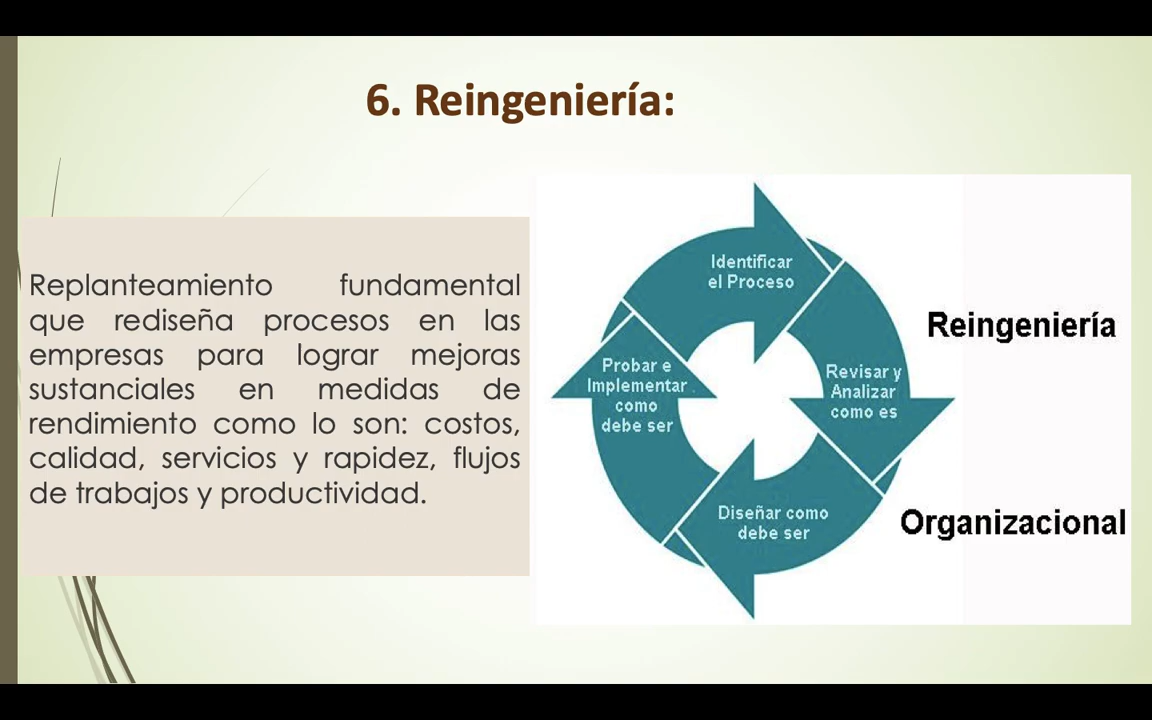 6. Reingeniería:
Replanteamiento fundamental
que rediseña procesos en las
empresas para lograr mejoras
sustanciales en medidas de
rendimiento como lo son: costos,
calidad, servicios y rapidez, flujos
de trabajos y productividad.
Identificar
el Proceso
Revisar y
Analizar
como es
Diseñar como
debe ser
Probar e
Implementar
como
debe ser
Reingeniería
Organizacional